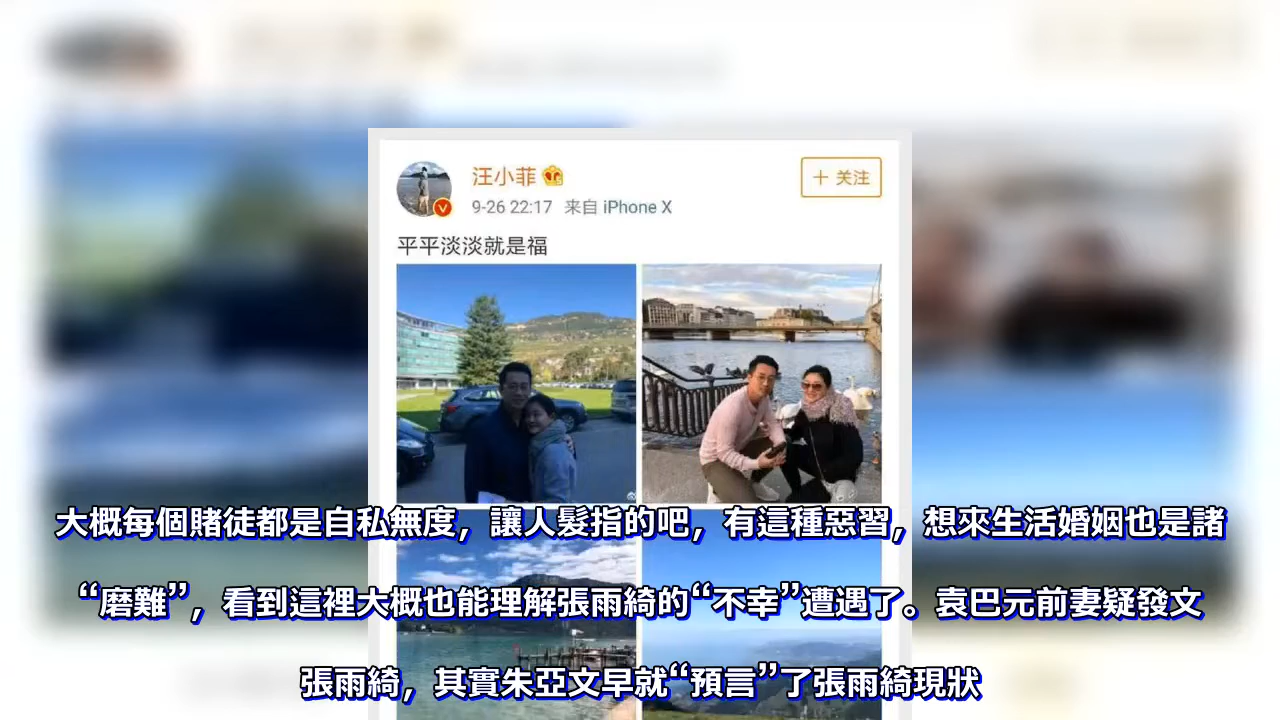 汪小菲
+ 关注
9-26 22:17 来自 iPhone X
平平淡淡就是福
大概每個賭徒都是自私無度，讓人髮指的吧，有這種惡習，想來生活婚姻也是諸
“磨難”，看到這裡大概也能理解張雨綺的“不幸”遭遇了。袁巴元前妻疑發文
張雨綺，其實朱亞文早就“預言”了張雨綺現狀